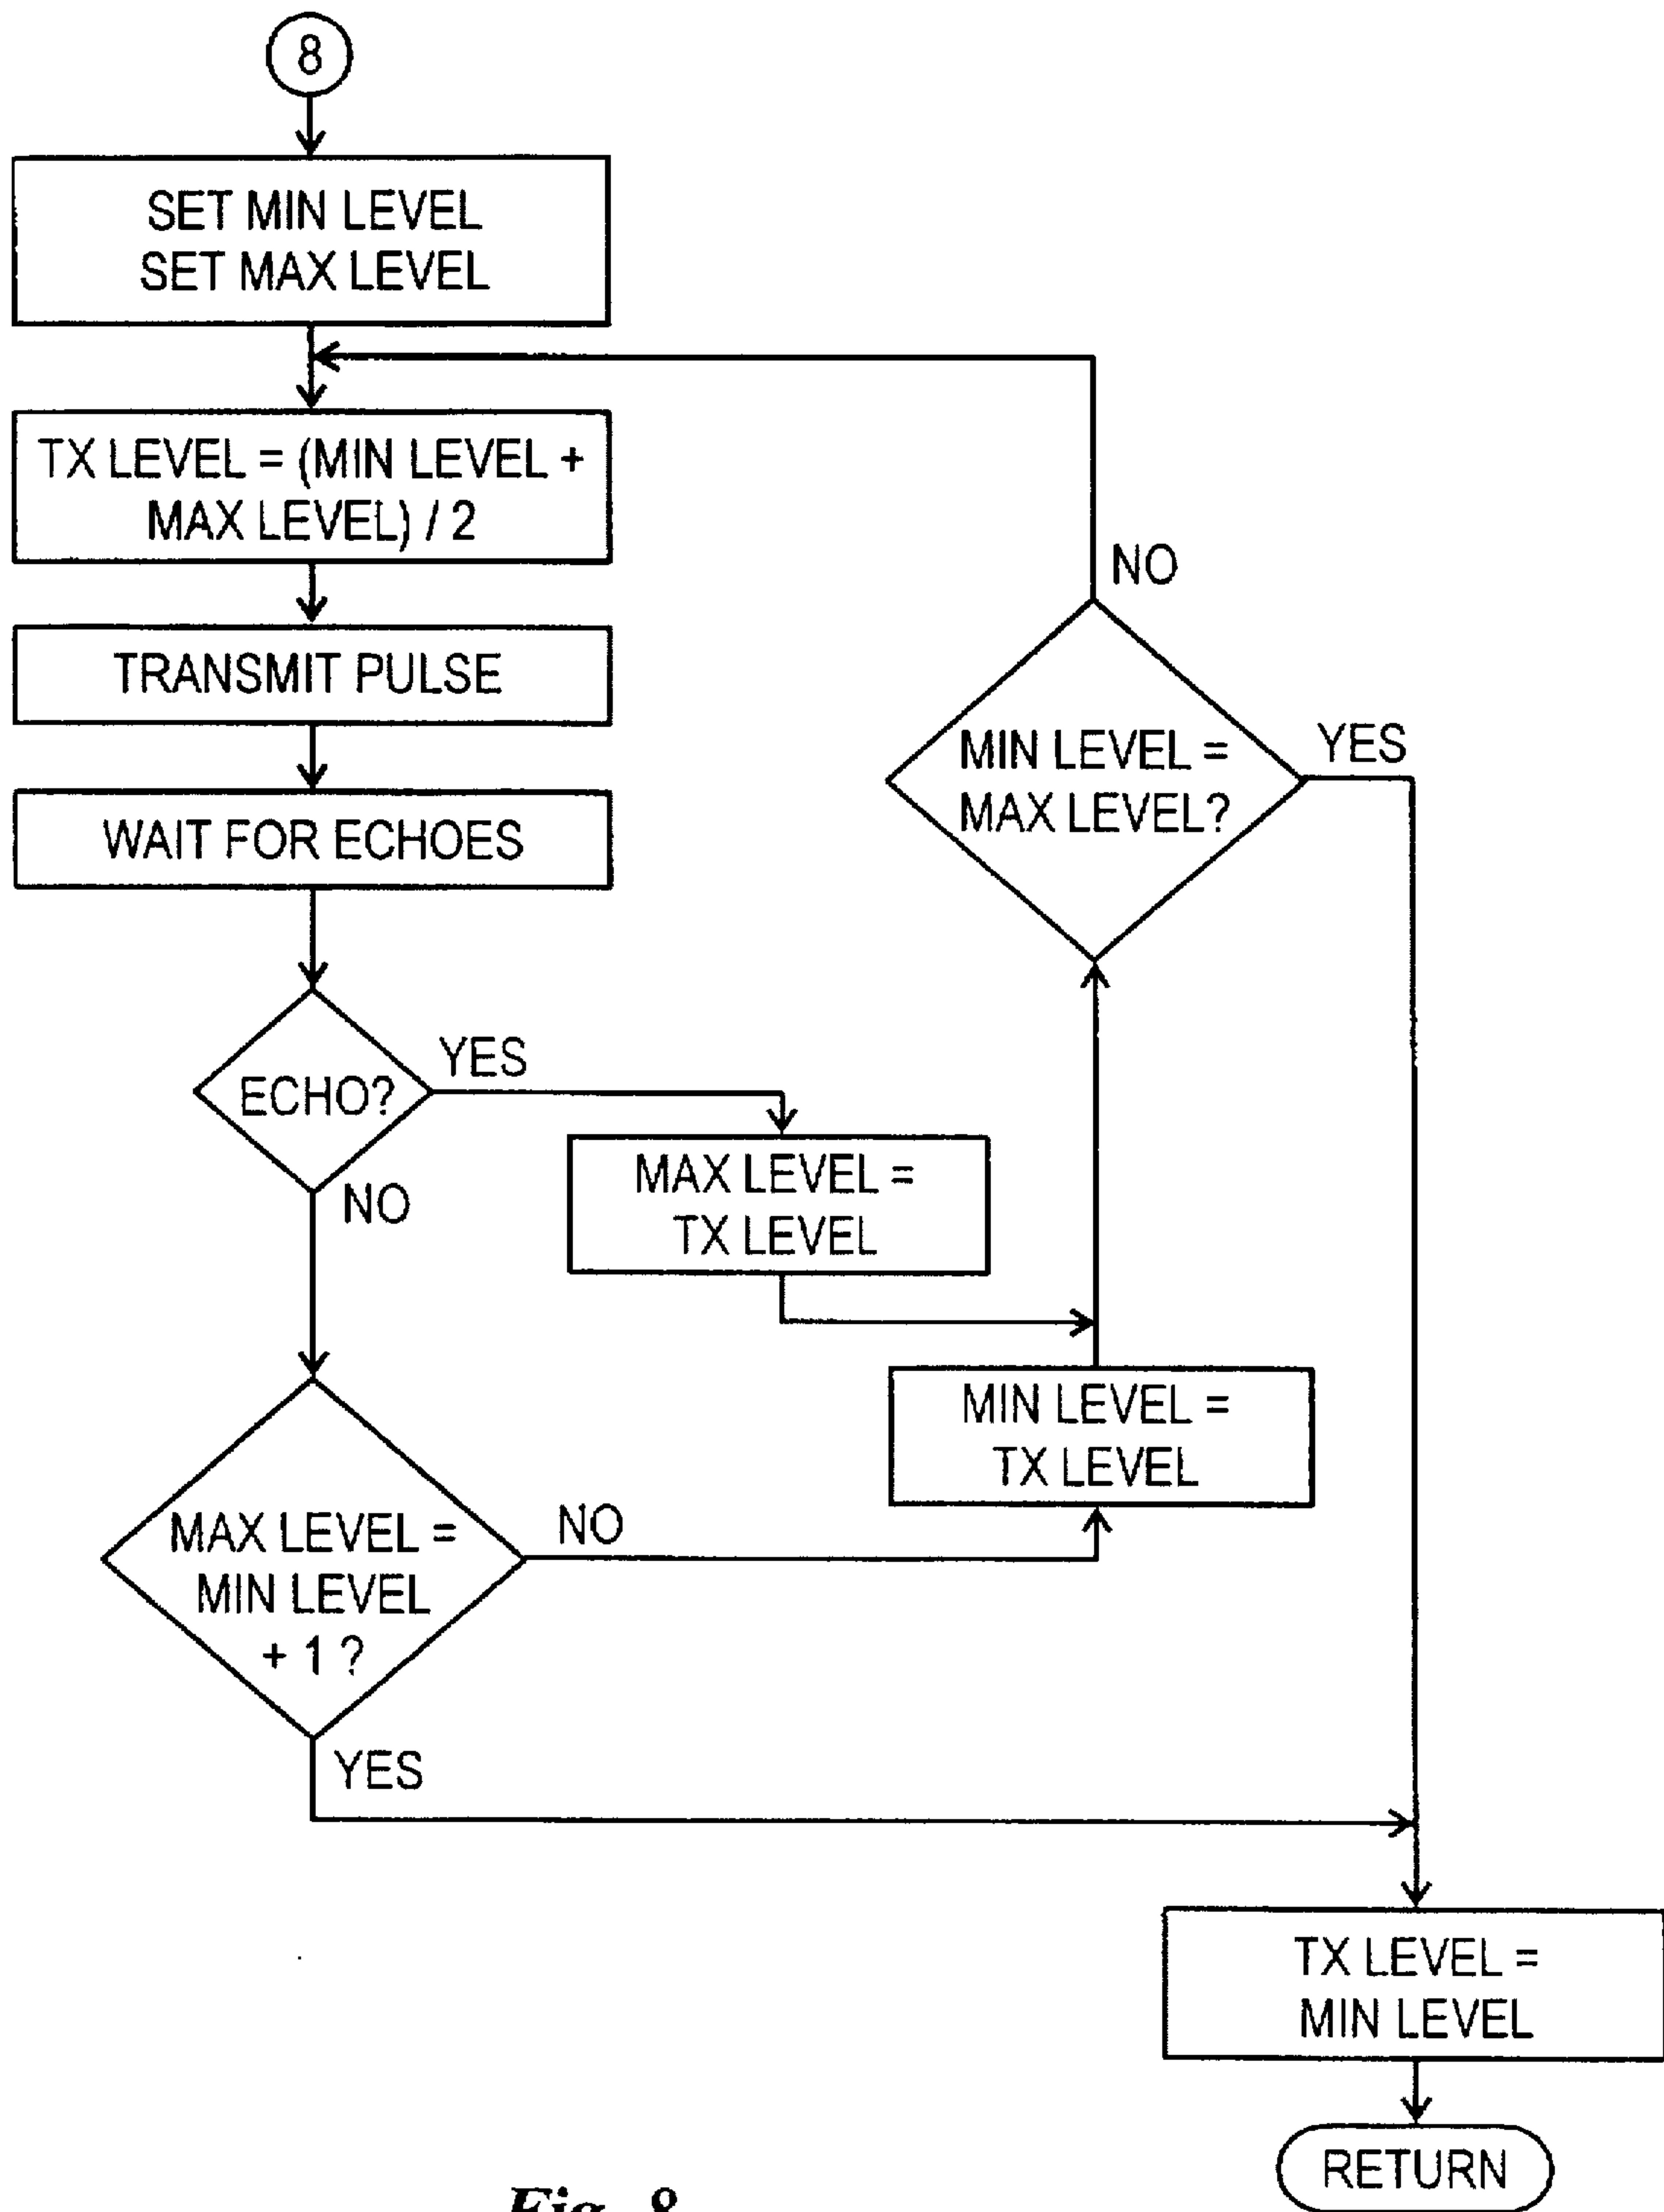 8
SET MIN LEVEL
SET MAX LEVEL
TX LEVEL = (MIN LEVEL +
MAX LEVEL) / 2
TRANSMIT PULSE
WAIT FOR ECHOES
ECHO?
YES
NO
MAX LEVEL =
TX LEVEL
MIN LEVEL =
TX LEVEL
MIN LEVEL =
MAX LEVEL?
NO
YES
MAX LEVEL =
MIN LEVEL
+ 1 ?
NO
YES
TX LEVEL =
MIN LEVEL
RETURN
Fig. 8